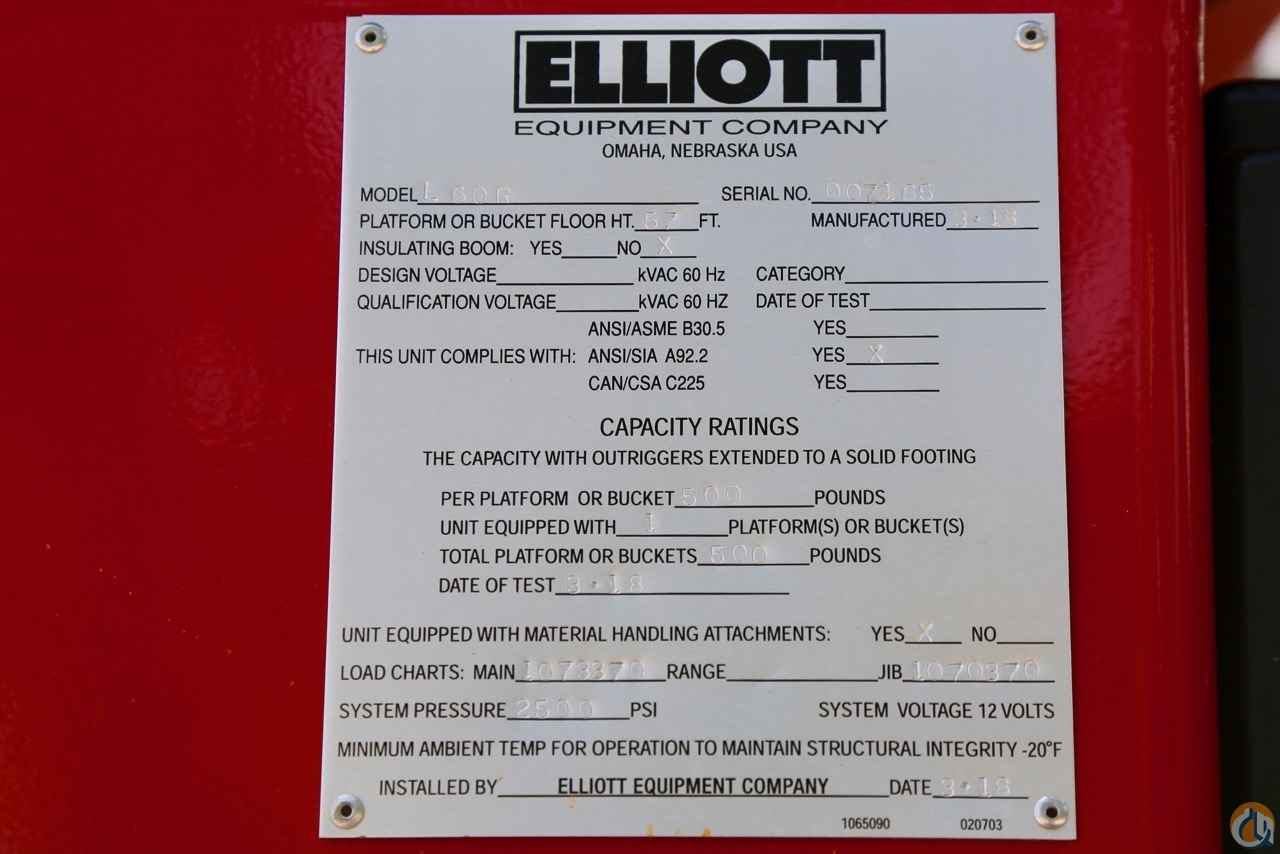 ELLIOTT
EQUIPMENT COMPANY
OMAHA, NEBRASKA USA
MODEL L60R SERIAL NO.
PLATFORM OR BUCKET FLOOR HT. 57 FT. MANUFACTURED 3·18
INSULATING BOOM: YES NO X
DESIGN VOLTAGE kVAC 60 Hz CATEGORY
QUALIFICATION VOLTAGE kVAC 60 HZ DATE OF TEST
ANSI/ASME B30.5 YES
THIS UNIT COMPLIES WITH: ANSI/SIA A92.2 YES X
CAN/CSA C225 YES
CAPACITY RATINGS
THE CAPACITY WITH OUTRIGGERS EXTENDED TO A SOLID FOOTING
PER PLATFORM OR BUCKET 500 POUNDS
UNIT EQUIPPED WITH 1 PLATFORM(S) OR BUCKET(S)
TOTAL PLATFORM OR BUCKETS 500 POUNDS
DATE OF TEST 3·18
UNIT EQUIPPED WITH MATERIAL HANDLING ATTACHMENTS: YES X NO
LOAD CHARTS: MAIN 1073370 RANGE JIB 1070370
SYSTEM PRESSURE 2500 PSI SYSTEM VOLTAGE 12 VOLTS
MINIMUM AMBIENT TEMP FOR OPERATION TO MAINTAIN STRUCTURAL INTEGRITY -20°F
INSTALLED BY ELLIOTT EQUIPMENT COMPANY DATE 3·18
1065090 020703